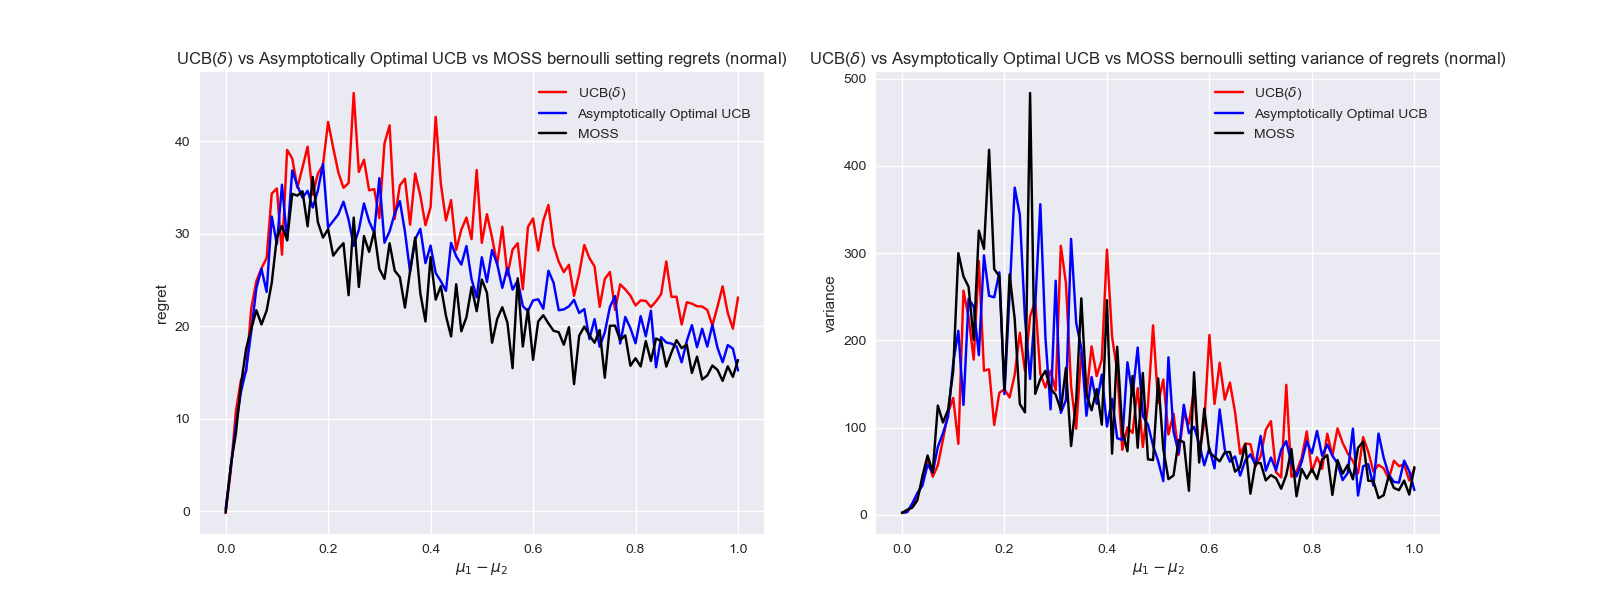 UCB(δ) vs Asymptotically Optimal UCB vs MOSS bernoulli setting regrets (normal)
UCB(δ)
Asymptotically Optimal UCB
MOSS
40
30
20
10
0
regret
0.0 0.2 0.4 0.6 0.8 1.0
μ₁ − μ₂
UCB(δ) vs Asymptotically Optimal UCB vs MOSS bernoulli setting variance of regrets (normal)
UCB(δ)
Asymptotically Optimal UCB
MOSS
500
400
300
200
100
0
variance
0.0 0.2 0.4 0.6 0.8 1.0
μ₁ − μ₂